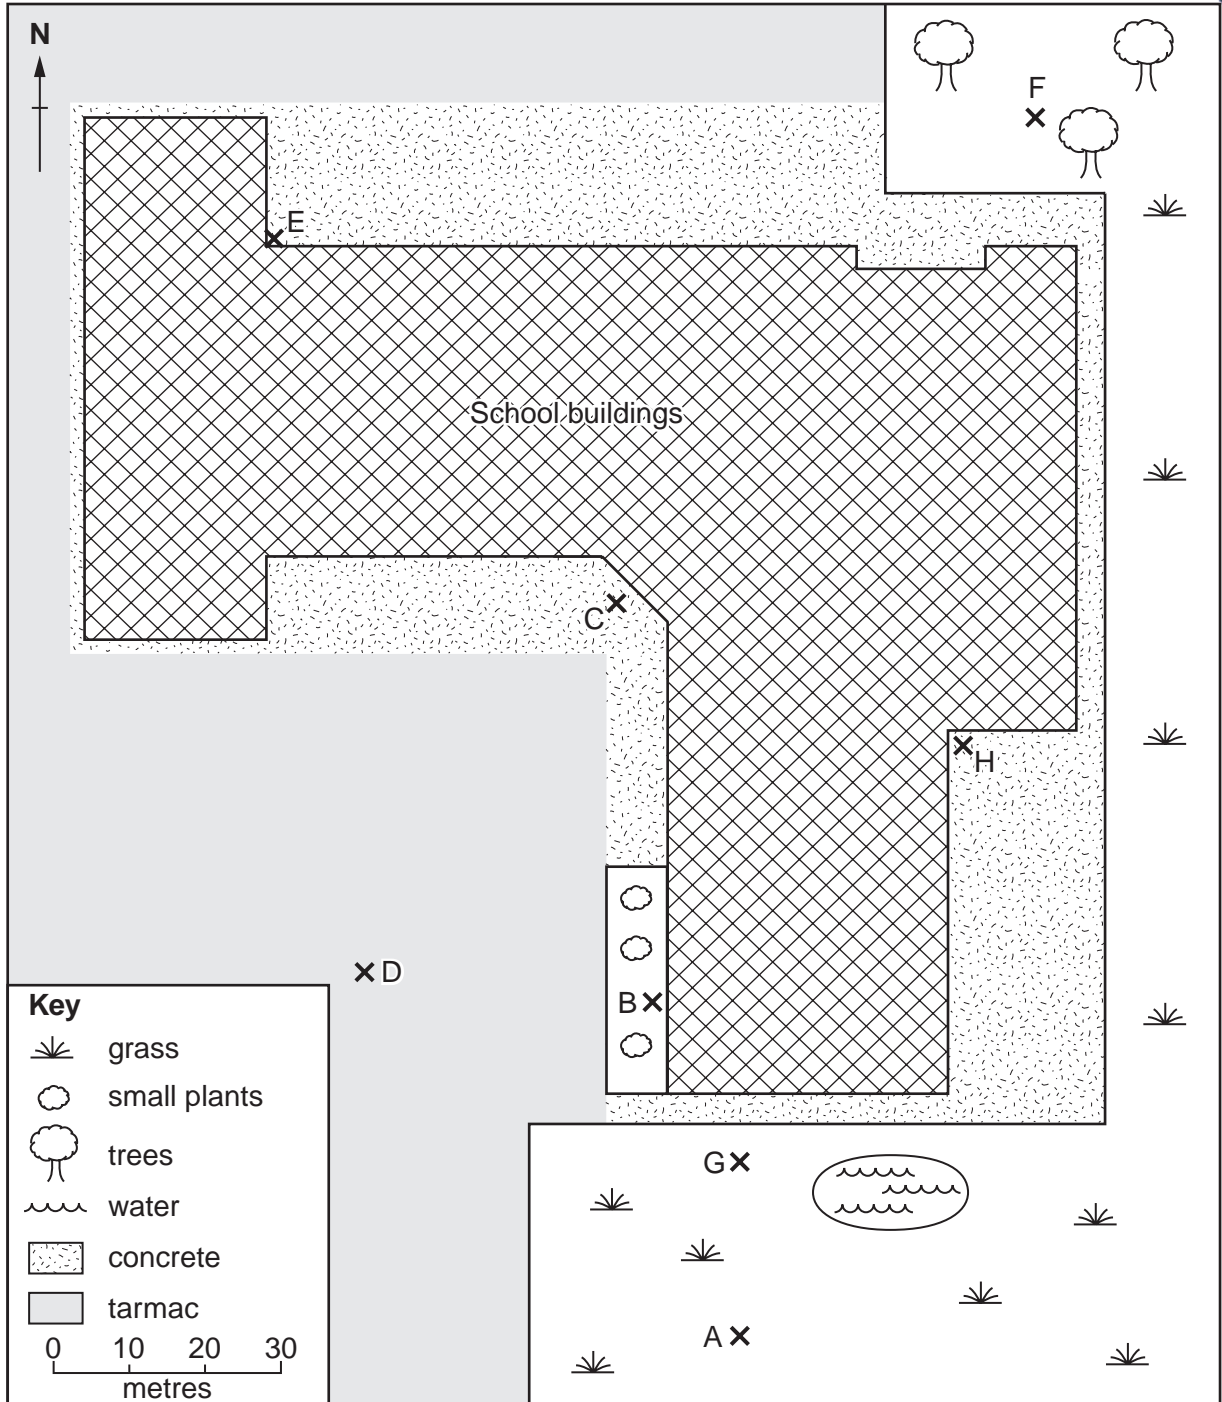 N
F
E
School buildings
C
H
D
B
G
A
Key
grass
small plants
trees
water
concrete
tarmac
0 10 20 30
metres